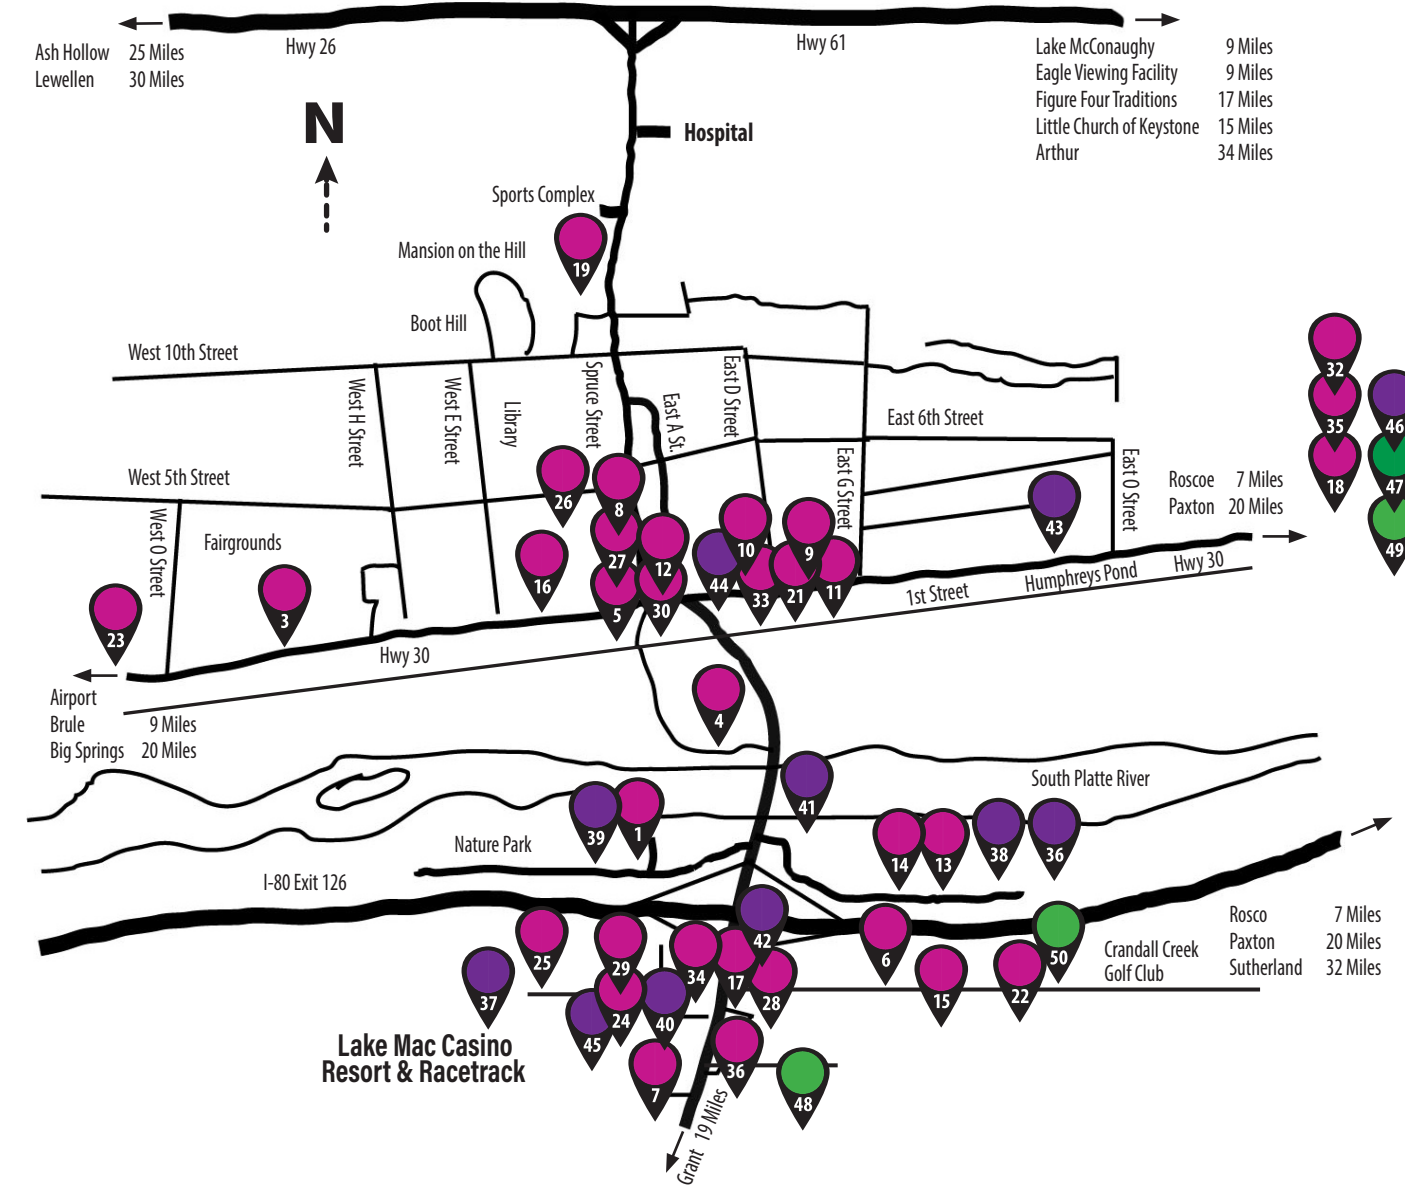 Hwy 26
Hwy 61
Ash Hollow 25 Miles
Lewellen 30 Miles
Lake McConaughy 9 Miles
Eagle Viewing Facility 9 Miles
Figure Four Traditions 17 Miles
Little Church of Keystone 15 Miles
Arthur 34 Miles
N
Hospital
Sports Complex
19
Mansion on the Hill
Boot Hill
West 10th Street
West H Street
West E Street
Library
Spruce Street
East A St.
East D Street
East 6th Street
East G Street
East O Street
32
35
46
18
47
49
West 5th Street
West O Street
Fairgrounds
Roscoe 7 Miles
Paxton 20 Miles
26
8
43
10
9
27
12
16
44
33
21
11
5
30
3
23
1st Street
Humphreys Pond
Hwy 30
Hwy 30
Airport
Brule 9 Miles
Big Springs 20 Miles
4
41
South Platte River
39
1
14
13
38
36
Nature Park
I-80 Exit 126
42
25
29
34
17
28
6
15
22
50
Crandall Creek
Golf Club
Rosco 7 Miles
Paxton 20 Miles
Sutherland 32 Miles
37
45
24
40
Lake Mac Casino
Resort & Racetrack
7
36
48
Grant 19 Miles